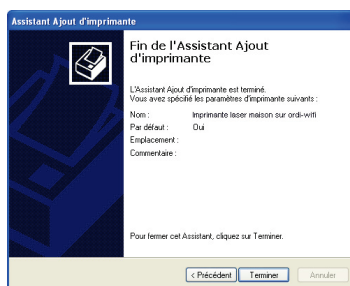 Assistant Ajout d'imprimante
Fin de l'Assistant Ajout
d'imprimante
L'Assistant Ajout d'imprimante est terminé.
Vous avez spécifié les paramètres d'imprimante suivants :
Nom : Imprimante laser maison sur ordi-wifi
Par défaut : Oui
Emplacement :
Commentaire :
Pour fermer cet Assistant, cliquez sur Terminer.
< Précédent Terminer Annuler